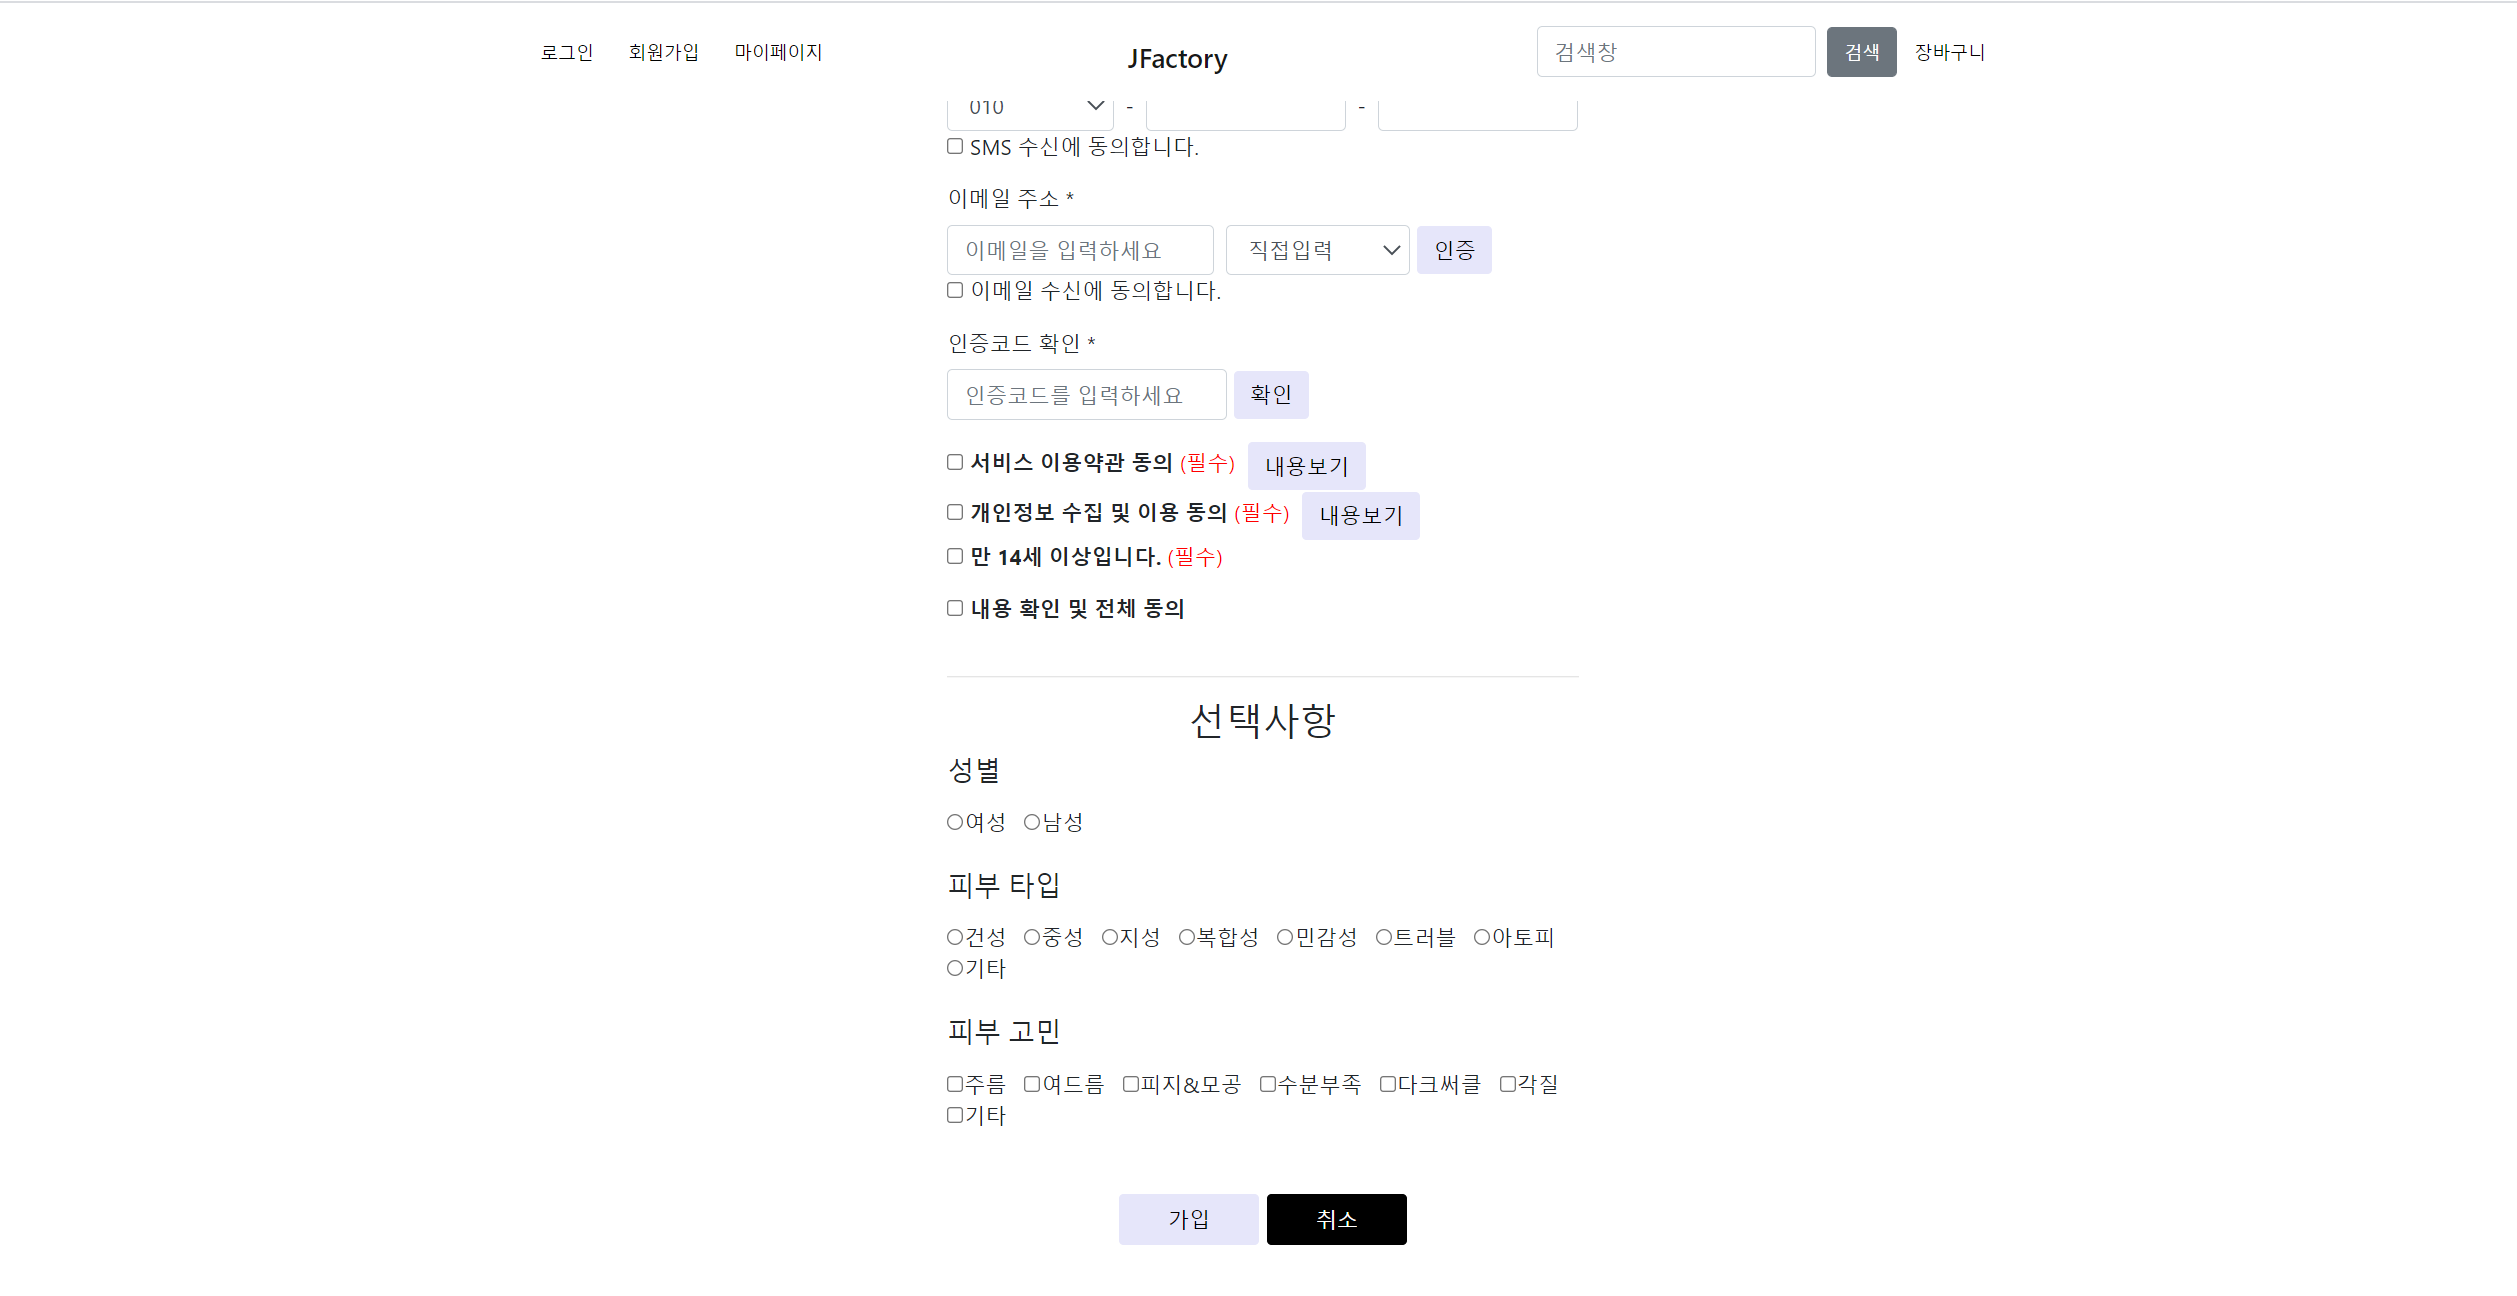 로그인 회원가입 마이페이지 JFactory 검색창 검색 장바구니
010 - -
SMS 수신에 동의합니다.
이메일 주소 *
이메일을 입력하세요 직접입력 인증
이메일 수신에 동의합니다.
인증코드 확인 *
인증코드를 입력하세요 확인
서비스 이용약관 동의 (필수) 내용보기
개인정보 수집 및 이용 동의 (필수) 내용보기
만 14세 이상입니다. (필수)
내용 확인 및 전체 동의
선택사항
성별
여성 남성
피부 타입
건성 중성 지성 복합성 민감성 트러블 아토피
기타
피부 고민
주름 여드름 피지&모공 수분부족 다크써클 각질
기타
가입 취소